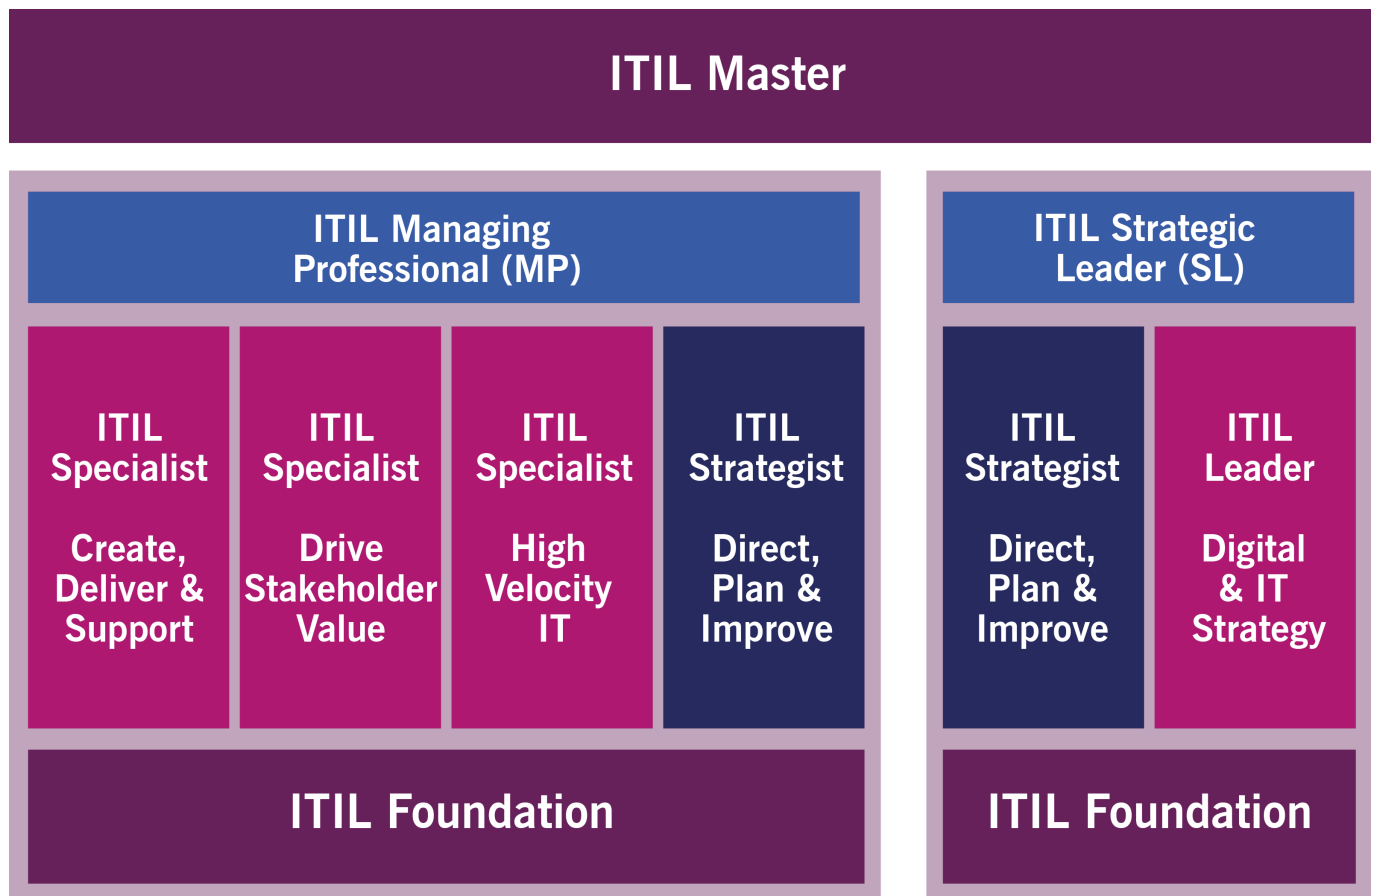 ITIL Master
ITIL Managing
Professional (MP)
ITIL
Specialist
Create,
Deliver &
Support
ITIL
Specialist
Drive
Stakeholder
Value
ITIL
Specialist
High
Velocity
IT
ITIL
Strategist
Direct,
Plan &
Improve
ITIL Foundation
ITIL Strategic
Leader (SL)
ITIL
Strategist
Direct,
Plan &
Improve
ITIL
Leader
Digital
& IT
Strategy
ITIL Foundation